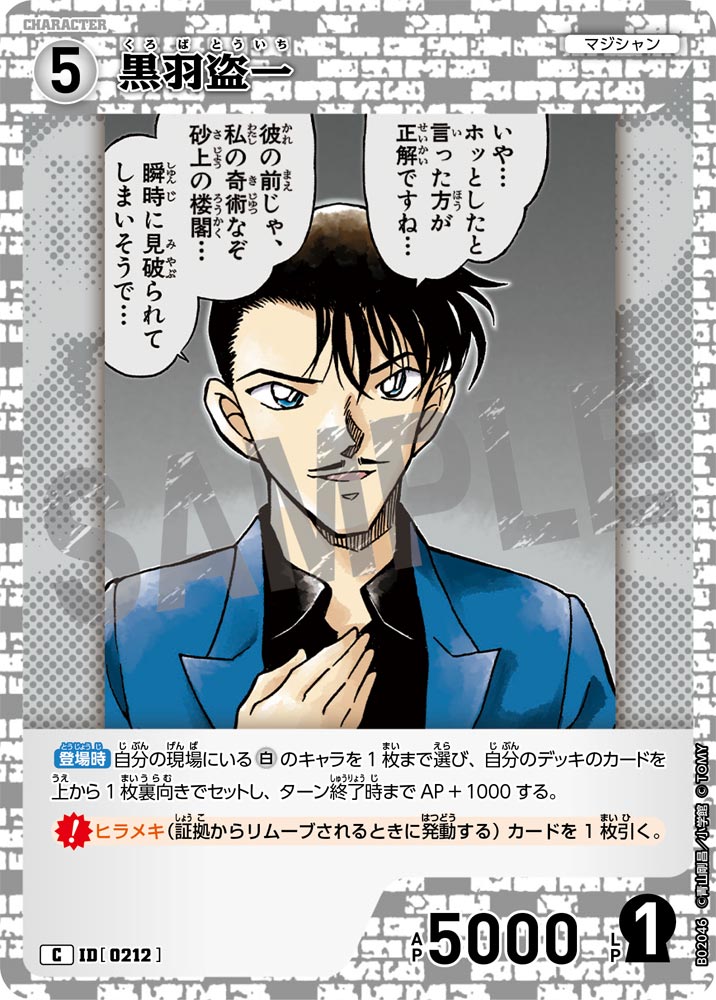 CHARACTER
5
くろばとういち
黒羽盗一
マジシャン
いや…
ホッとしたと
言った方が
正解ですね…
彼の前じゃ、
私の奇術なぞ
砂上の楼閣…
瞬時に見破られて
しまいそうで…
SAMPLE
登場時 自分の現場にいる白のキャラを1枚まで選び、自分のデッキのカードを
上から1枚裏向きでセットし、ターン終了時までAP+1000する。
ヒラメキ(証拠からリムーブされるときに発動する)カードを1枚引く。
C ID[0212]
AP 5000
LP 1
B02046 ©青山剛昌/小学館 ©TOMY